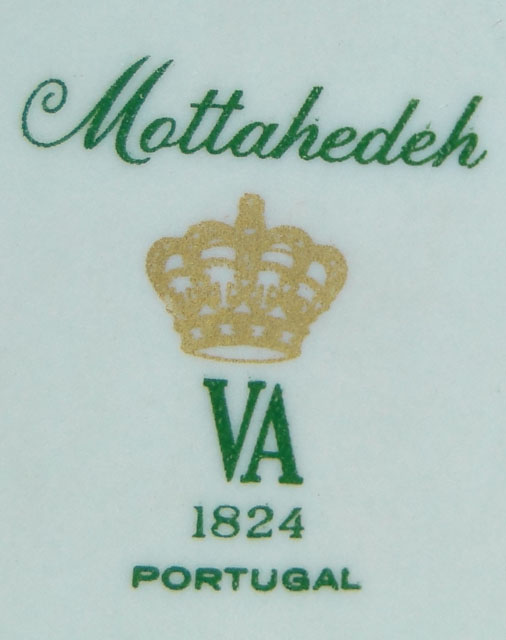 Mottahedeh
VA
1824
PORTUGAL